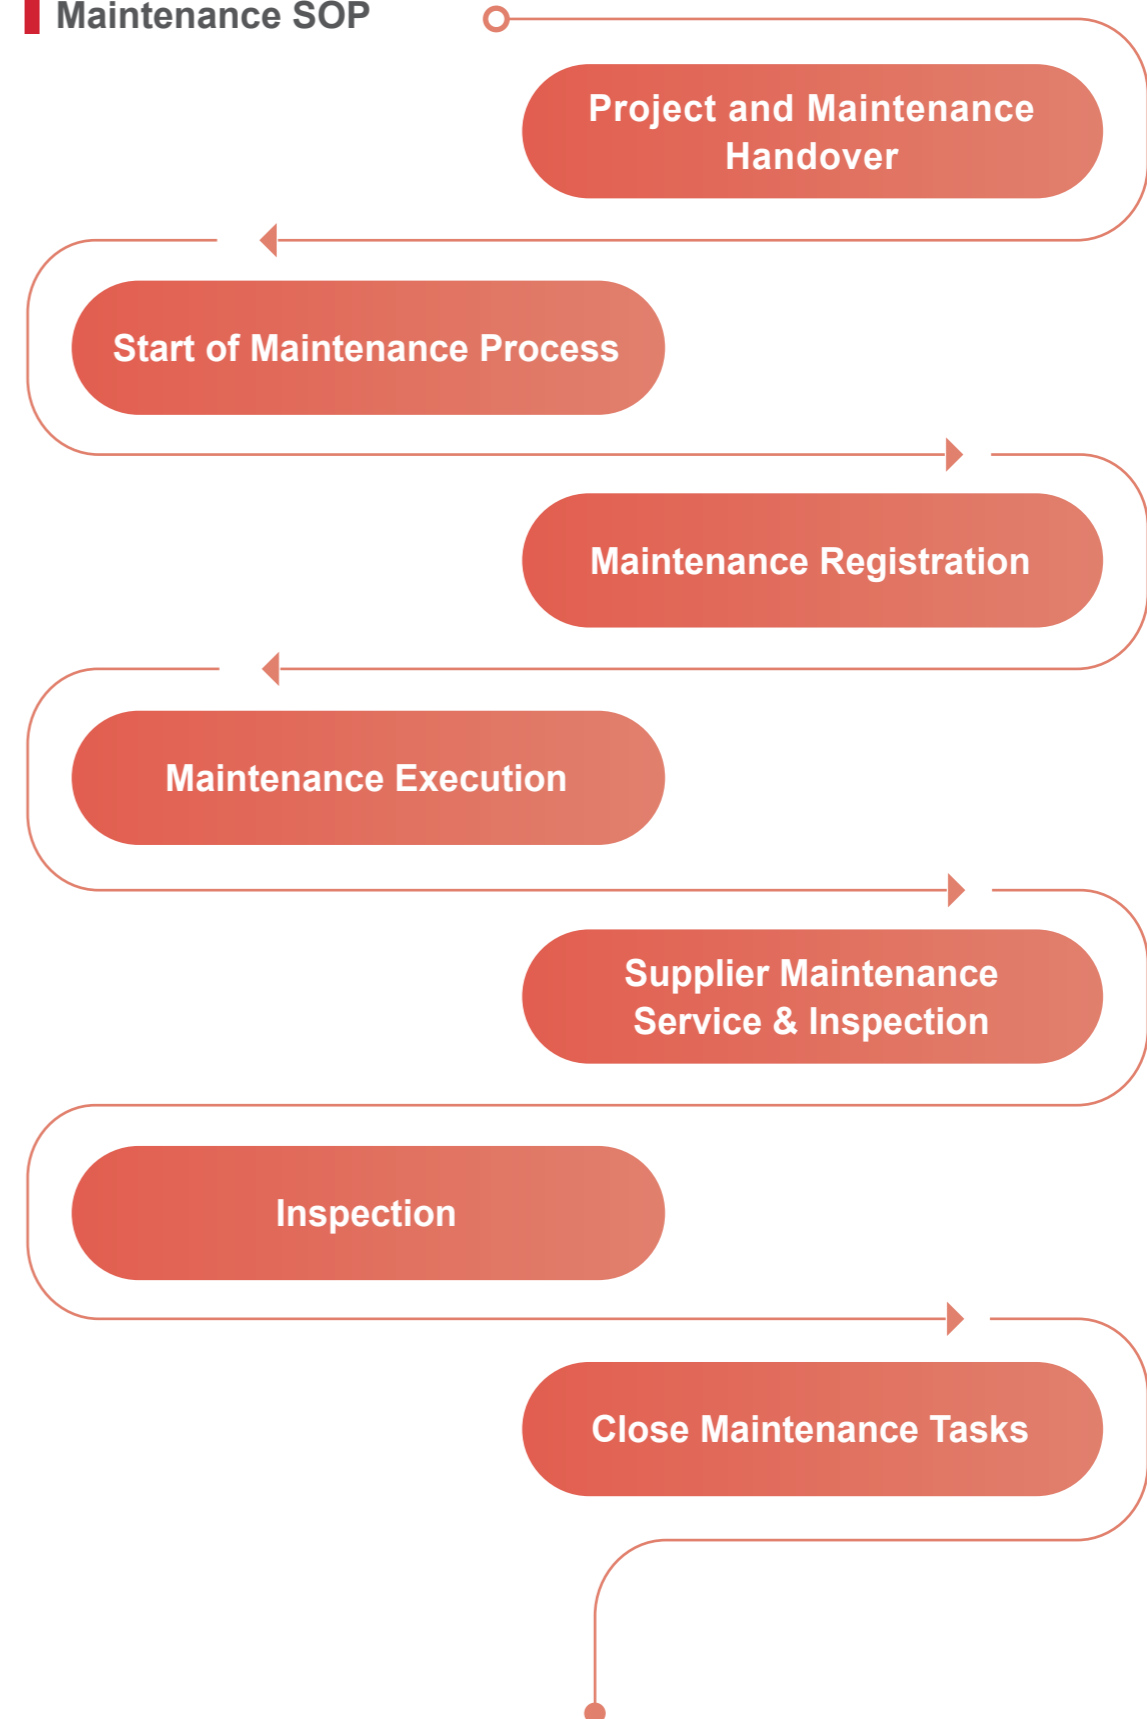 Maintenance SOP
Project and Maintenance
Handover
Start of Maintenance Process
Maintenance Registration
Maintenance Execution
Supplier Maintenance
Service & Inspection
Inspection
Close Maintenance Tasks